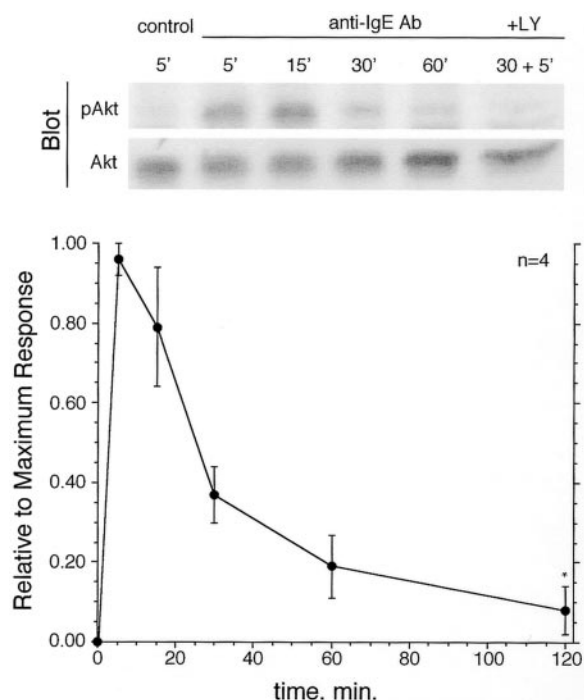 control anti-IgE Ab +LY
5' 5' 15' 30' 60' 30 + 5'
Blot
pAkt
Akt
Relative to Maximum Response
1.00
0.80
0.60
0.40
0.20
0.00
n=4
*
0 20 40 60 80 100 120
time, min.